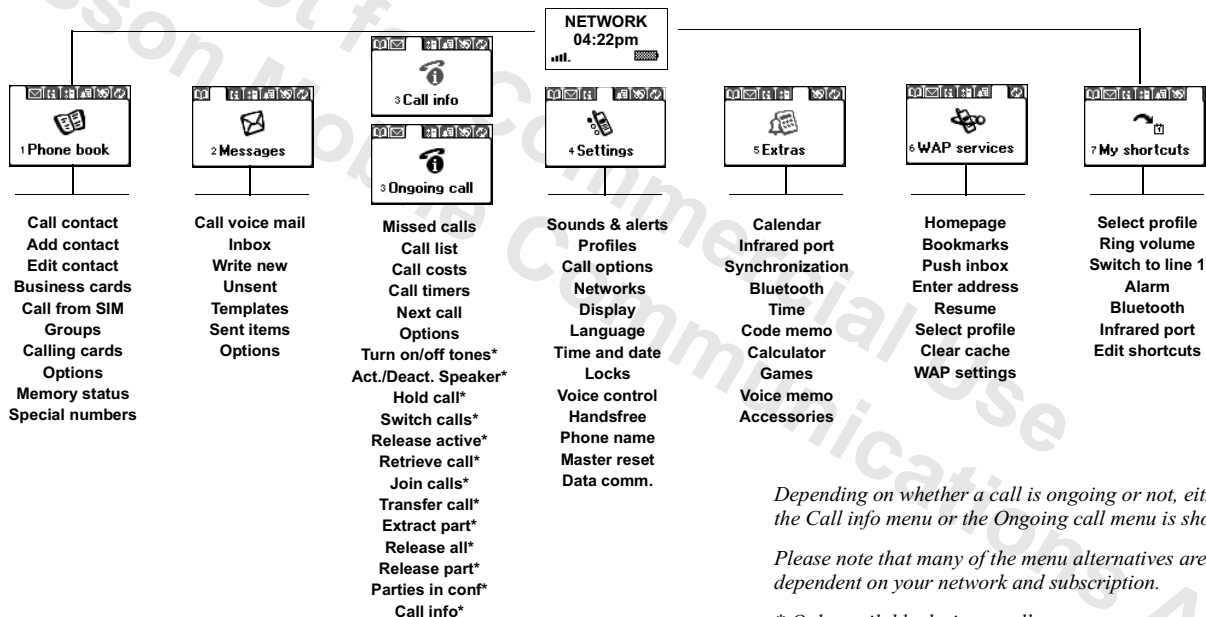 NETWORK
04:22pm
1 Phone book
Call contact
Add contact
Edit contact
Business cards
Call from SIM
Groups
Calling cards
Options
Memory status
Special numbers
2 Messages
Call voice mail
Inbox
Write new
Unsent
Templates
Sent items
Options
3 Call info
3 Ongoing call
Missed calls
Call list
Call costs
Call timers
Next call
Options
Turn on/off tones*
Act./Deact. Speaker*
Hold call*
Switch calls*
Release active*
Retrieve call*
Join calls*
Transfer call*
Extract part*
Release all*
Release part*
Parties in conf*
Call info*
4 Settings
Sounds & alerts
Profiles
Call options
Networks
Display
Language
Time and date
Locks
Voice control
Handsfree
Phone name
Master reset
Data comm.
5 Extras
Calendar
Infrared port
Synchronization
Bluetooth
Time
Code memo
Calculator
Games
Voice memo
Accessories
6 WAP services
Homepage
Bookmarks
Push inbox
Enter address
Resume
Select profile
Clear cache
WAP settings
7 My shortcuts
Select profile
Ring volume
Switch to line 1
Alarm
Bluetooth
Infrared port
Edit shortcuts
Depending on whether a call is ongoing or not,
the Call info menu or the Ongoing call menu is
Please note that many of the menu alternatives are
dependent on your network and subscription.
sson Mobile Communications
for Commercial Use